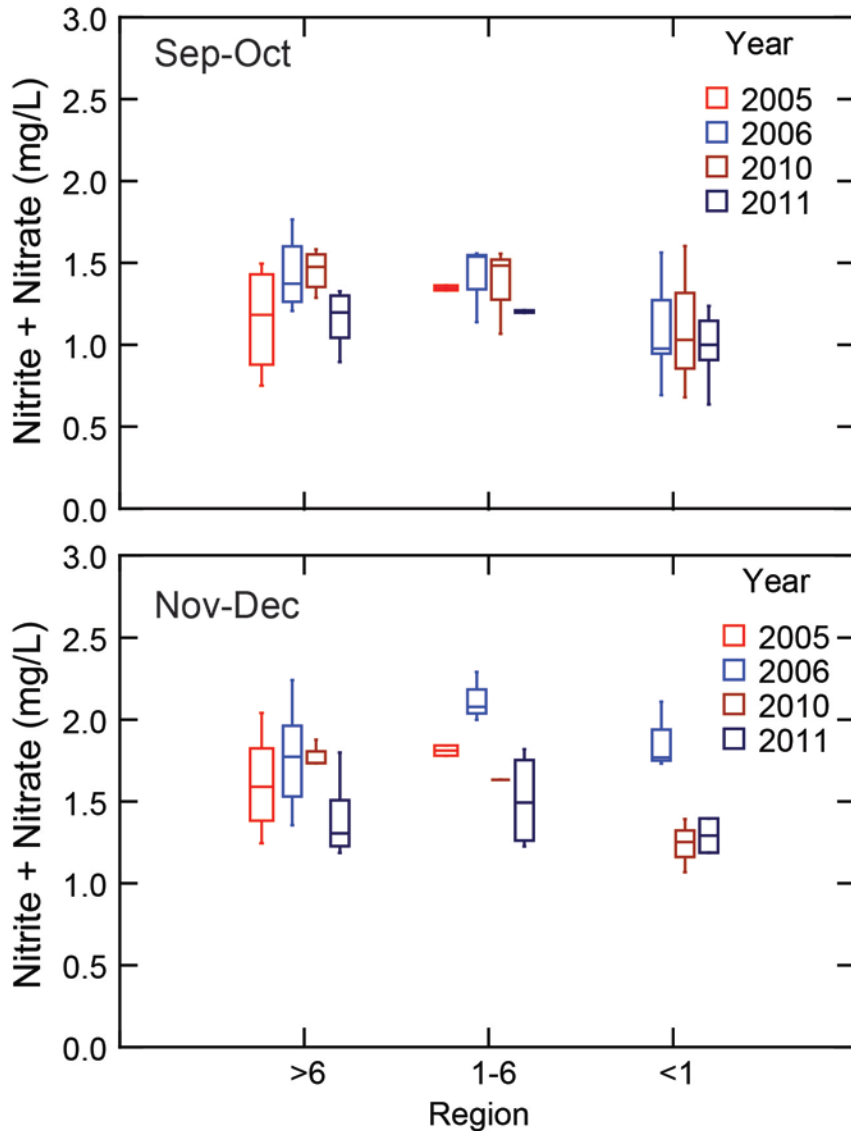 Sep-Oct
Year
2005
2006
2010
2011
3.0
2.5
2.0
1.5
1.0
0.5
0.0
Nitrite + Nitrate (mg/L)
Nov-Dec
Year
2005
2006
2010
2011
3.0
2.5
2.0
1.5
1.0
0.5
0.0
Nitrite + Nitrate (mg/L)
>6 1-6 <1
Region